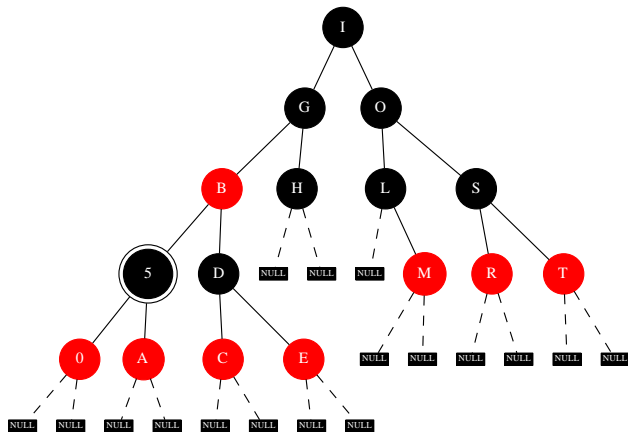 I
G O
B H L S
5 D NULL NULL NULL M R T
0 A C E NULL NULL NULL NULL NULL NULL
NULL NULL NULL NULL NULL NULL NULL NULL